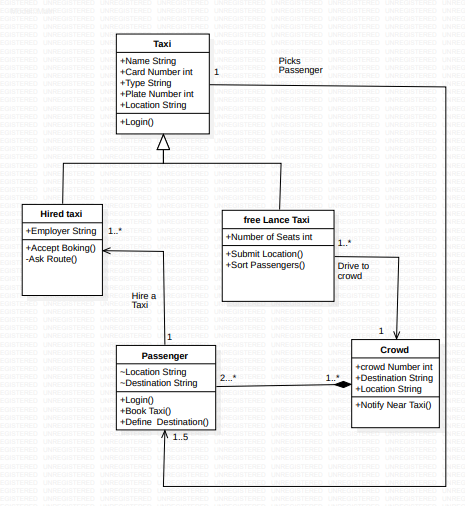 Taxi
+Name String
+Card Number int
+Type String
+Plate Number int
+Location String
+Login()
1
Picks
Passenger
Hired taxi
+Employer String
+Accept Boking()
-Ask Route()
1..*
free Lance Taxi
+Number of Seats int
+Submit Location()
+Sort Passengers()
1..*
Drive to
crowd
Hire a
Taxi
1
1
Passenger
~Location String
~Destination String
+Login()
+Book Taxi()
+Define Destination()
2...*
1..*
Crowd
+crowd Number int
+Destination String
+Location String
+Notify Near Taxi()
1..5